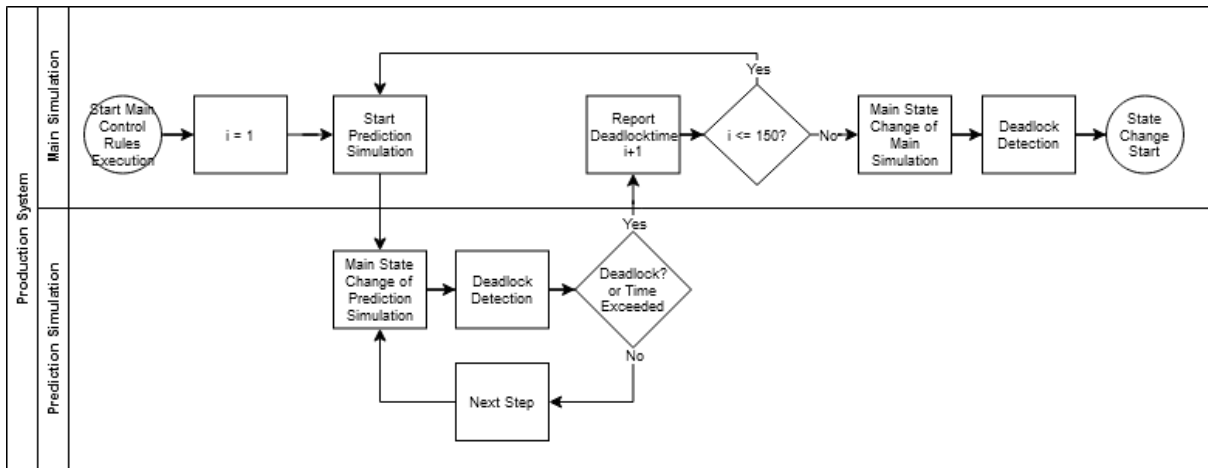 Production System
Main Simulation
Start Main
Control
Rules
Execution
i = 1
Start
Prediction
Simulation
Report
Deadlocktime
i+1
Yes
i <= 150?
No
Main State
Change of
Main
Simulation
Deadlock
Detection
State
Change
Start
Prediction Simulation
Main State
Change of
Prediction
Simulation
Deadlock
Detection
Yes
Deadlock?
or Time
Exceeded
No
Next Step